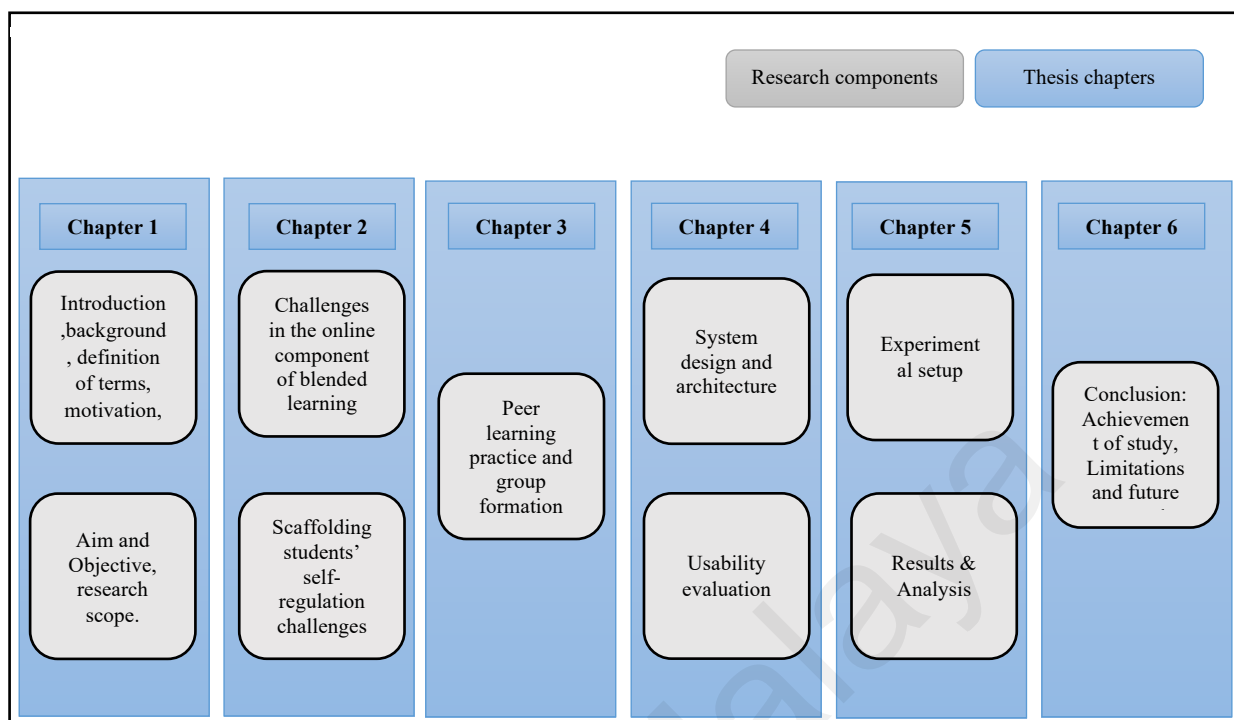 Research components
Thesis chapters
Chapter 1
Introduction
,background
, definition
of terms,
motivation,
Aim and
Objective,
research
scope.
Chapter 2
Challenges
in the online
component
of blended
learning
Scaffolding
students’
self-
regulation
challenges
Chapter 3
Peer
learning
practice and
group
formation
Chapter 4
System
design and
architecture
Usability
evaluation
Chapter 5
Experiment
al setup
Results &
Analysis
Chapter 6
Conclusion:
Achievemen
t of study,
Limitations
and future
alaya